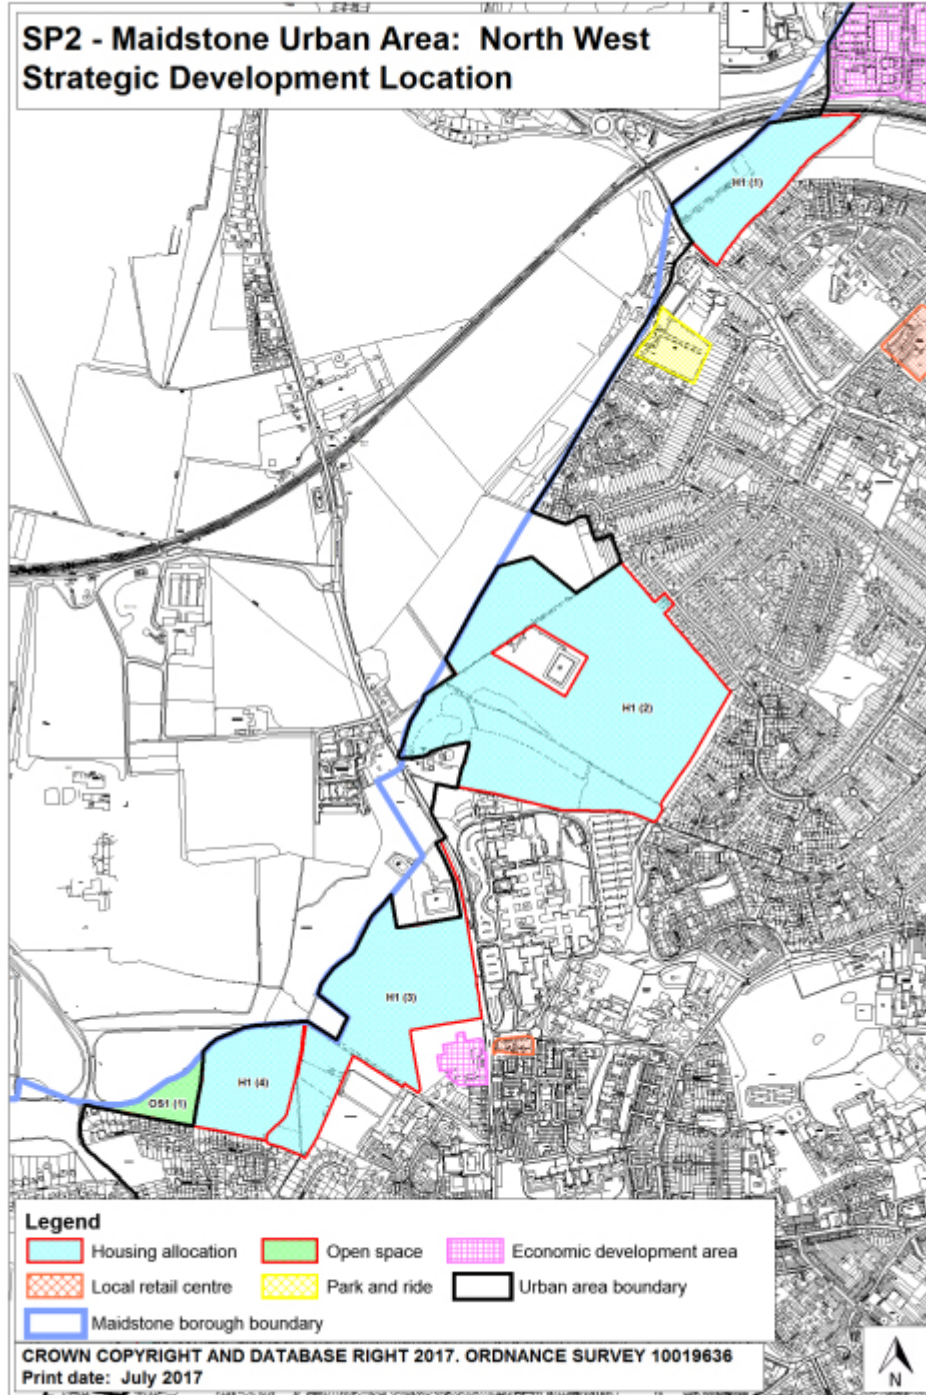 SP2 - Maidstone Urban Area: North West
Strategic Development Location
H1 (1)
H1 (2)
H1 (3)
H1 (4)
OS1 (1)
Legend
Housing allocation
Open space
Economic development area
Local retail centre
Park and ride
Urban area boundary
Maidstone borough boundary
CROWN COPYRIGHT AND DATABASE RIGHT 2017. ORDNANCE SURVEY 10019636
Print date: July 2017
N